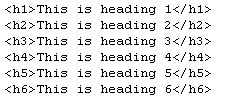 <h1>This is heading 1</h1>
<h2>This is heading 2</h2>
<h3>This is heading 3</h3>
<h4>This is heading 4</h4>
<h5>This is heading 5</h5>
<h6>This is heading 6</h6>